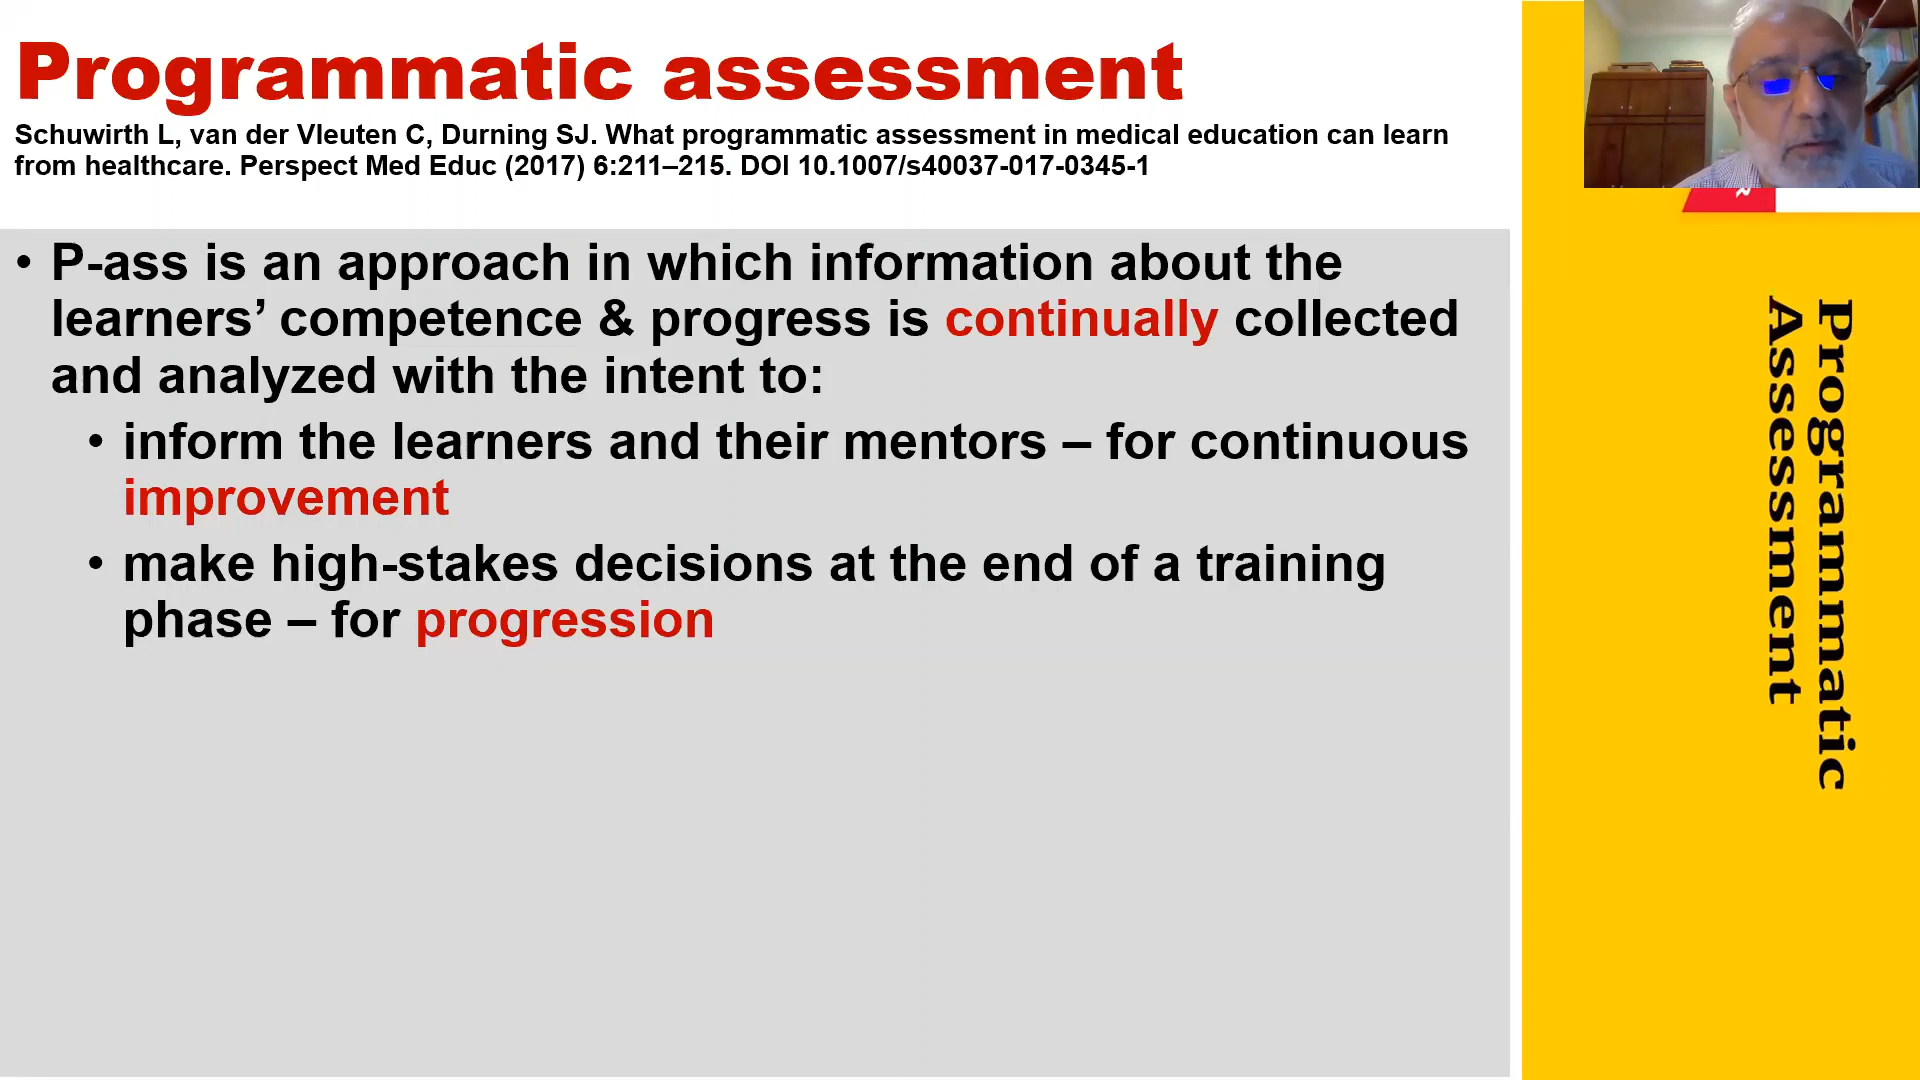 Programmatic assessment
Schuwirth L, van der Vleuten C, Durning SJ. What programmatic assessment in medical education can learn
from healthcare. Perspect Med Educ (2017) 6:211–215. DOI 10.1007/s40037-017-0345-1
• P-ass is an approach in which information about the
learners’ competence & progress is continually collected
and analyzed with the intent to:
• inform the learners and their mentors – for continuous
improvement
• make high-stakes decisions at the end of a training
phase – for progression
Programmatic
Assessment